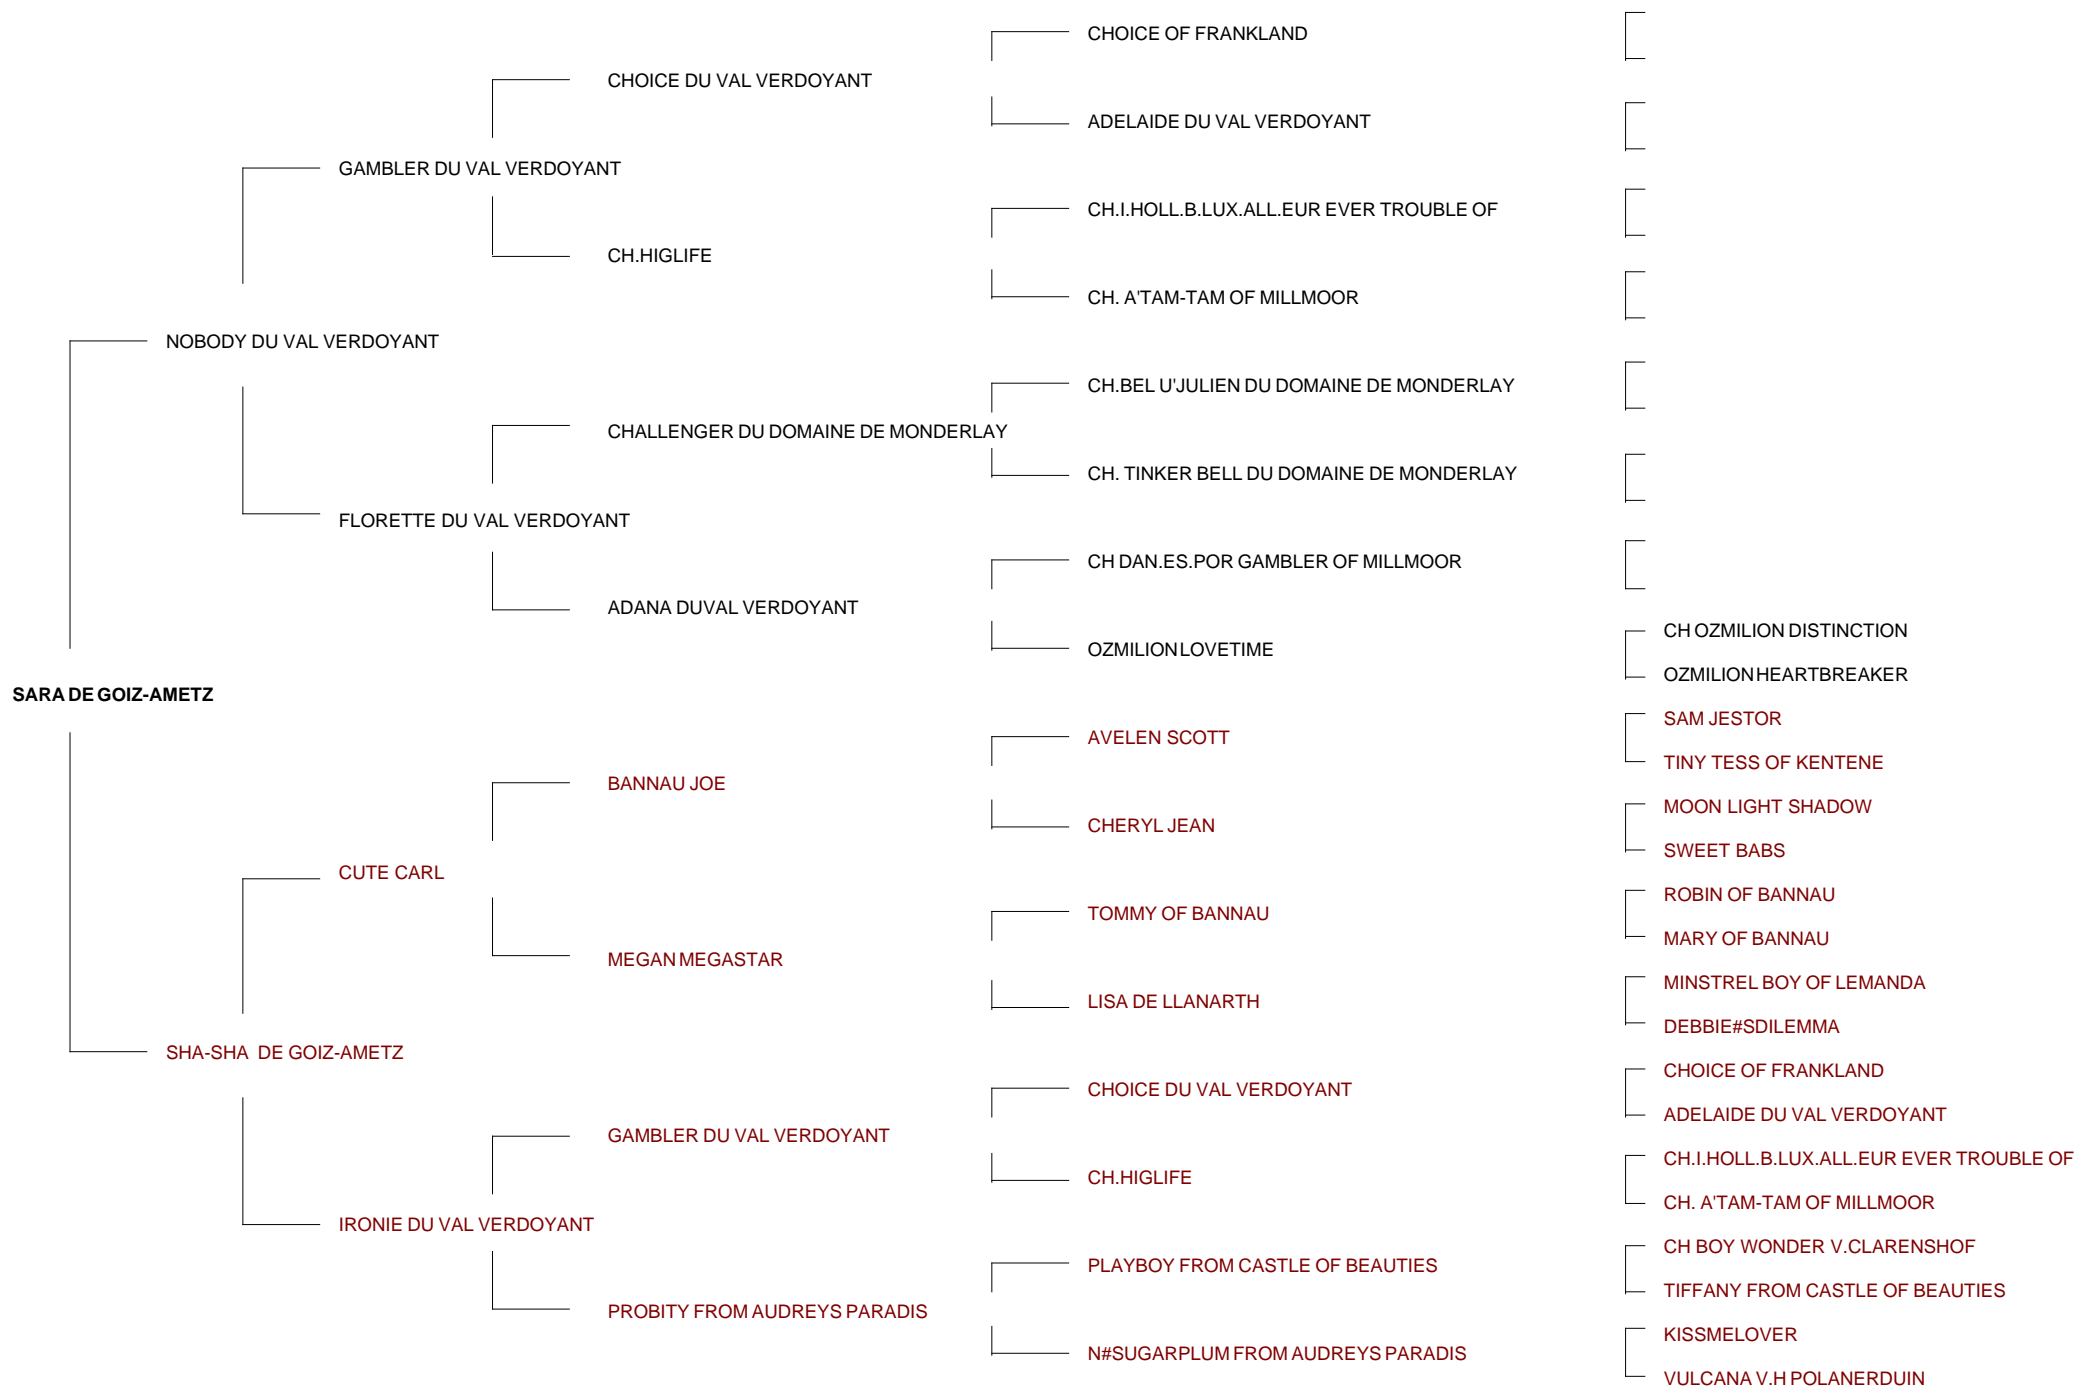 CHOICE OF FRANKLAND
CHOICE DU VAL VERDOYANT
ADELAIDE DU VAL VERDOYANT
GAMBLER DU VAL VERDOYANT
CH.I.HOLL.B.LUX.ALL.EUR EVER TROUBLE OF
CH.HIGLIFE
CH. A'TAM-TAM OF MILLMOOR
NOBODY DU VAL VERDOYANT
CH.BEL U'JULIEN DU DOMAINE DE MONDERLAY
CHALLENGER DU DOMAINE DE MONDERLAY
CH. TINKER BELL DU DOMAINE DE MONDERLAY
FLORETTE DU VAL VERDOYANT
CH DAN.ES.POR GAMBLER OF MILLMOOR
ADANA DUVAL VERDOYANT
CH OZMILION DISTINCTION
OZMILION LOVETIME
OZMILION HEARTBREAKER
SARA DE GOIZ-AMETZ
SAM JESTOR
AVELEN SCOTT
TINY TESS OF KENTENE
BANNAU JOE
MOON LIGHT SHADOW
CHERYL JEAN
SWEET BABS
CUTE CARL
ROBIN OF BANNAU
TOMMY OF BANNAU
MARY OF BANNAU
MEGAN MEGASTAR
MINSTREL BOY OF LEMANDA
LISA DE LLANARTH
DEBBIE#SDILEMMA
SHA-SHA DE GOIZ-AMETZ
CHOICE OF FRANKLAND
CHOICE DU VAL VERDOYANT
ADELAIDE DU VAL VERDOYANT
GAMBLER DU VAL VERDOYANT
CH.I.HOLL.B.LUX.ALL.EUR EVER TROUBLE OF
CH.HIGLIFE
CH. A'TAM-TAM OF MILLMOOR
IRONIE DU VAL VERDOYANT
CH BOY WONDER V.CLARENSHOF
PLAYBOY FROM CASTLE OF BEAUTIES
TIFFANY FROM CASTLE OF BEAUTIES
PROBITY FROM AUDREYS PARADIS
KISSMELOVER
N#SUGARPLUM FROM AUDREYS PARADIS
VULCANA V.H POLANERDUIN